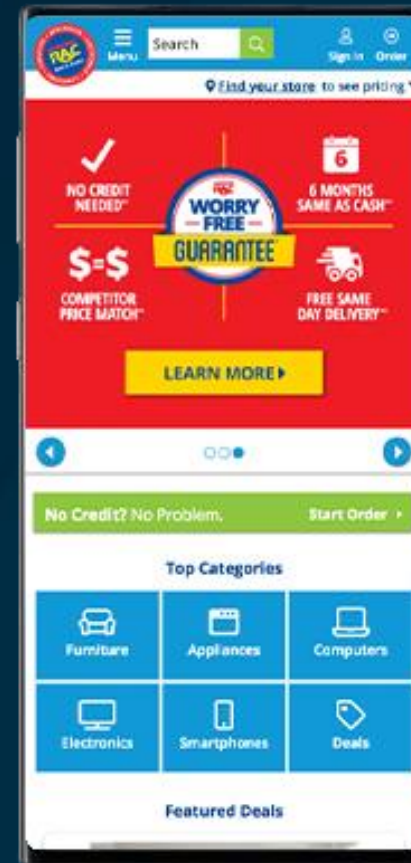 RAC
Menu
Search
Sign In
Order
Find your store to see pricing
NO CREDIT
NEEDED**
6
6 MONTHS
SAME AS CASH**
RAC
WORRY
FREE
GUARANTEE
$=$
COMPETITOR
PRICE MATCH**
FREE SAME
DAY DELIVERY**
LEARN MORE
No Credit? No Problem.
Start Order
Top Categories
Furniture
Appliances
Computers
Electronics
Smartphones
Deals
Featured Deals